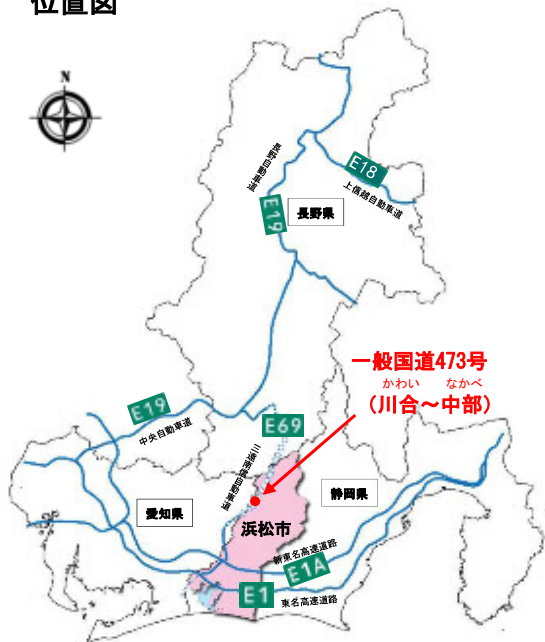 位置図
N
長野自動車道
E18
上信越自動車道
E19
長野県
一般国道473号
かわい なかべ
（川合～中部）
E19
中央自動車道
E69
三遠南信自動車道
静岡県
愛知県
浜松市
新東名高速道路
E1A
E1
東名高速道路